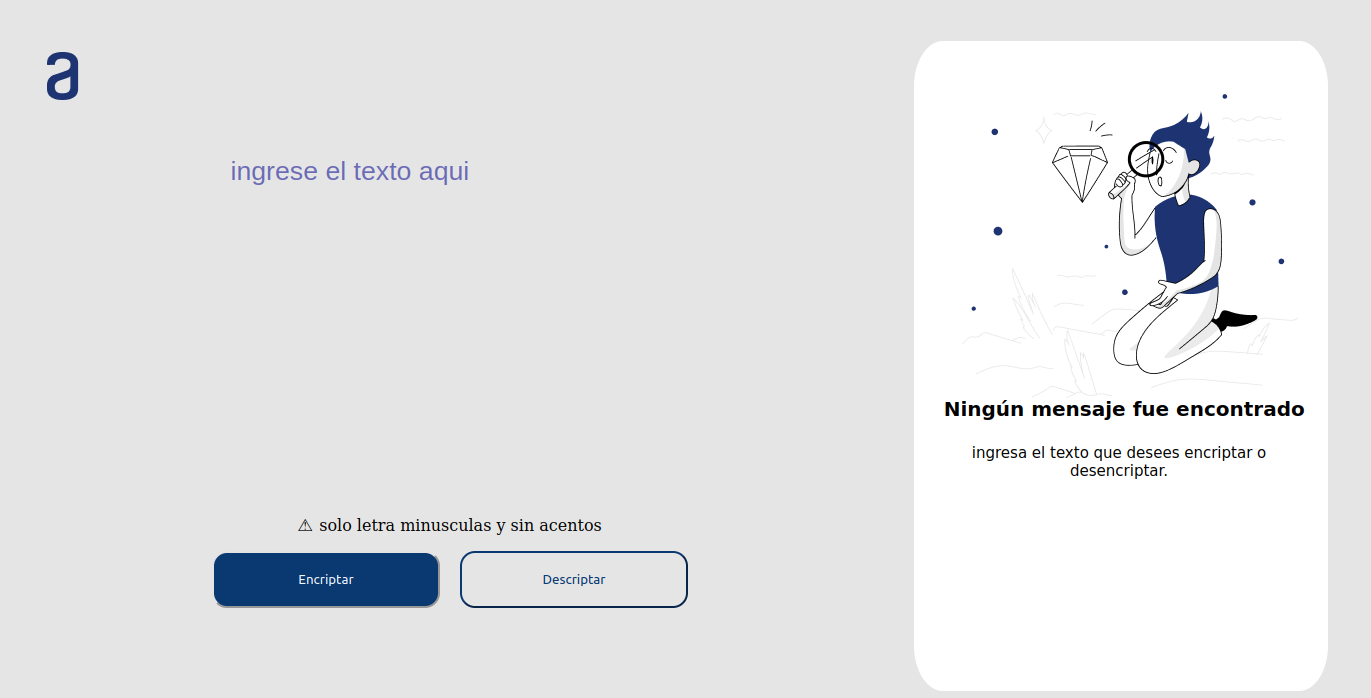 a
ingrese el texto aqui
⚠ solo letra minusculas y sin acentos
Encriptar
Descriptar
Ningún mensaje fue encontrado
ingresa el texto que desees encriptar o
desencriptar.